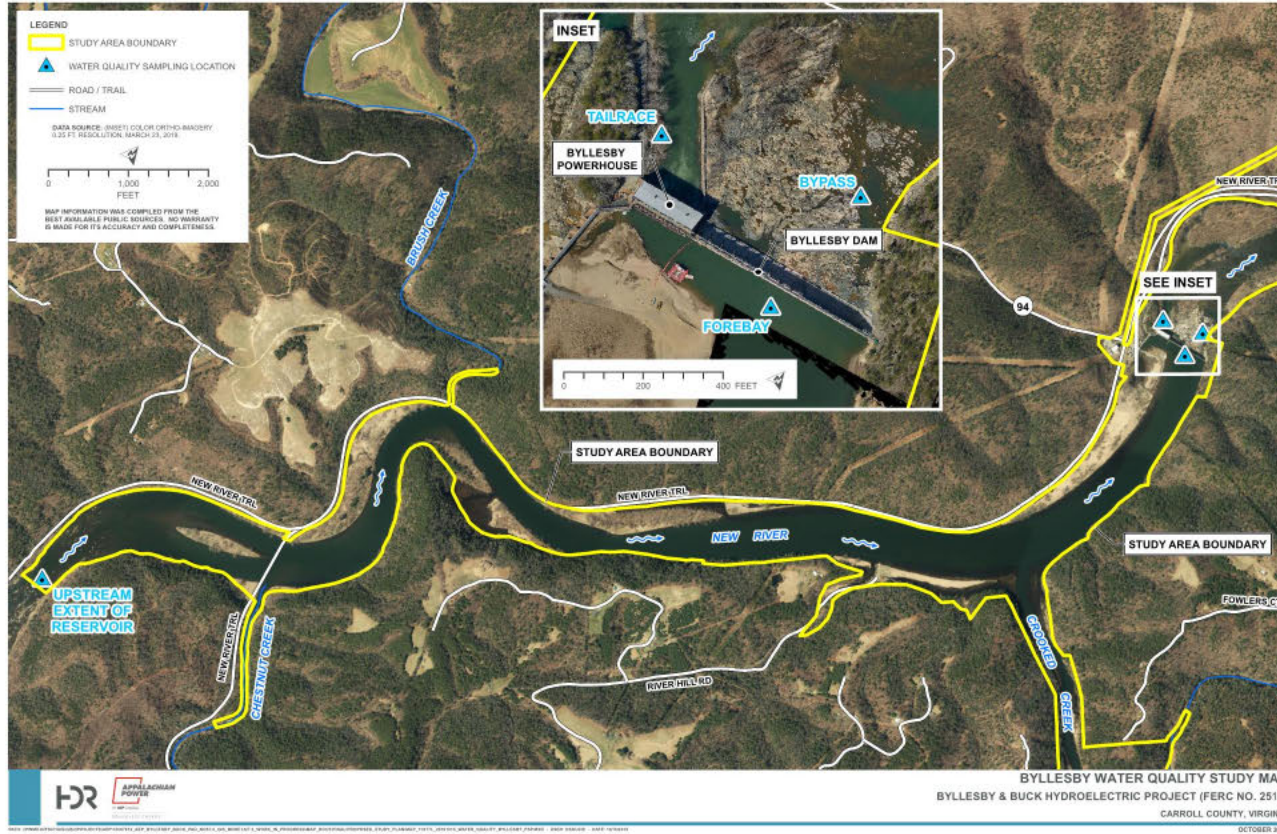 LEGEND
STUDY AREA BOUNDARY
WATER QUALITY SAMPLING LOCATION
ROAD / TRAIL
STREAM
DATA SOURCE: (INSET) COLOR ORTHO-IMAGERY
0.25 FT. RESOLUTION, MARCH 23, 2019.
0 1,000 2,000
FEET
MAP INFORMATION WAS COMPILED FROM THE
BEST AVAILABLE PUBLIC SOURCES. NO WARRANTY
IS MADE FOR ITS ACCURACY AND COMPLETENESS.
INSET
TAILRACE
BYLLESBY
POWERHOUSE
BYPASS
BYLLESBY DAM
FOREBAY
0 200 400 FEET
BRUSH CREEK
NEW RIVER TR
94
SEE INSET
STUDY AREA BOUNDARY
NEW RIVER TRL
NEW RIVER TRL
NEW RIVER
STUDY AREA BOUNDARY
UPSTREAM
EXTENT OF
RESERVOIR
NEW RIVER TRL
CHESTNUT CREEK
RIVER HILL RD
CROOKED
CREEK
FOWLERS
HDR
APPALACHIAN
POWER
BYLLESBY WATER QUALITY STUDY MA
BYLLESBY & BUCK HYDROELECTRIC PROJECT (FERC NO. 251
CARROLL COUNTY, VIRGIN
OCTOBER 2